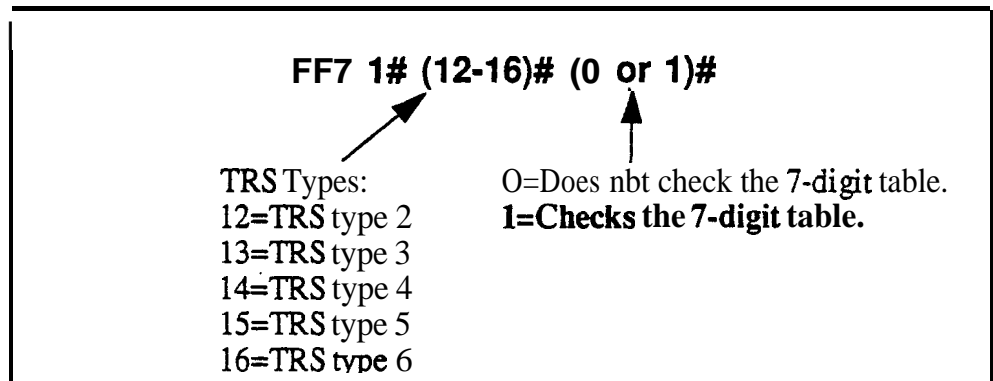 FF7 1# (12-16)# (0 or 1)#
TRS Types:
12=TRS type 2
13=TRS type 3
14=TRS type 4
15=TRS type 5
16=TRS type 6
O=Does nbt check the 7-digit table.
1=Checks the 7-digit table.